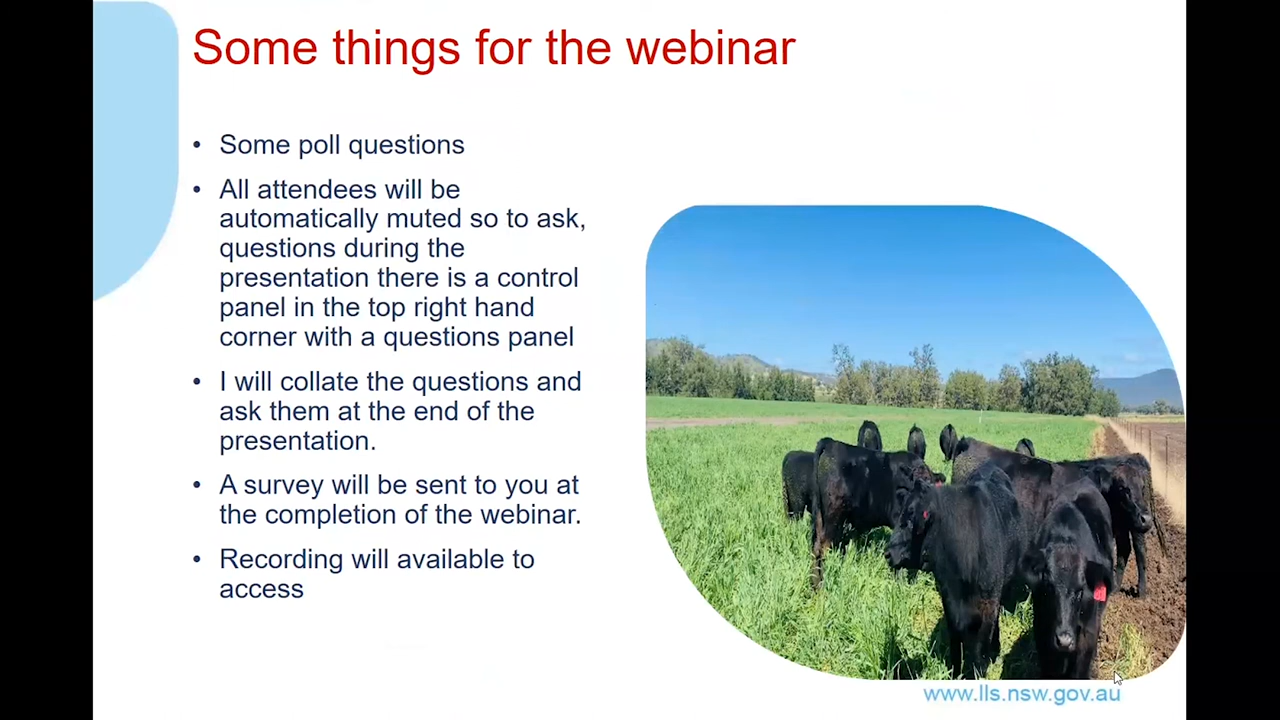 Some things for the webinar
• Some poll questions
• All attendees will be
automatically muted so to ask,
questions during the
presentation there is a control
panel in the top right hand
corner with a questions panel
• I will collate the questions and
ask them at the end of the
presentation.
• A survey will be sent to you at
the completion of the webinar.
• Recording will available to
access
www.lls.nsw.gov.au